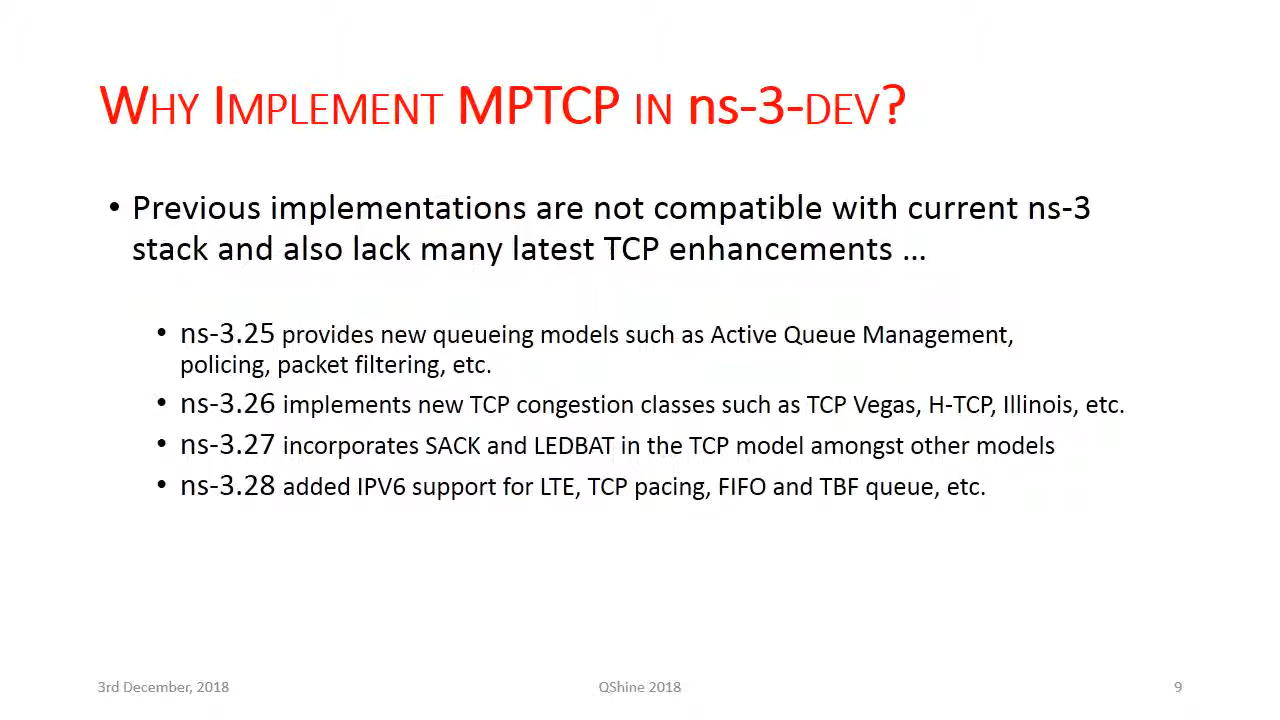 WHY IMPLEMENT MPTCP IN ns-3-DEV?
• Previous implementations are not compatible with current ns-3
stack and also lack many latest TCP enhancements …
• ns-3.25 provides new queueing models such as Active Queue Management,
policing, packet filtering, etc.
• ns-3.26 implements new TCP congestion classes such as TCP Vegas, H-TCP, Illinois, etc.
• ns-3.27 incorporates SACK and LEDBAT in the TCP model amongst other models
• ns-3.28 added IPV6 support for LTE, TCP pacing, FIFO and TBF queue, etc.
3rd December, 2018
QShine 2018
9